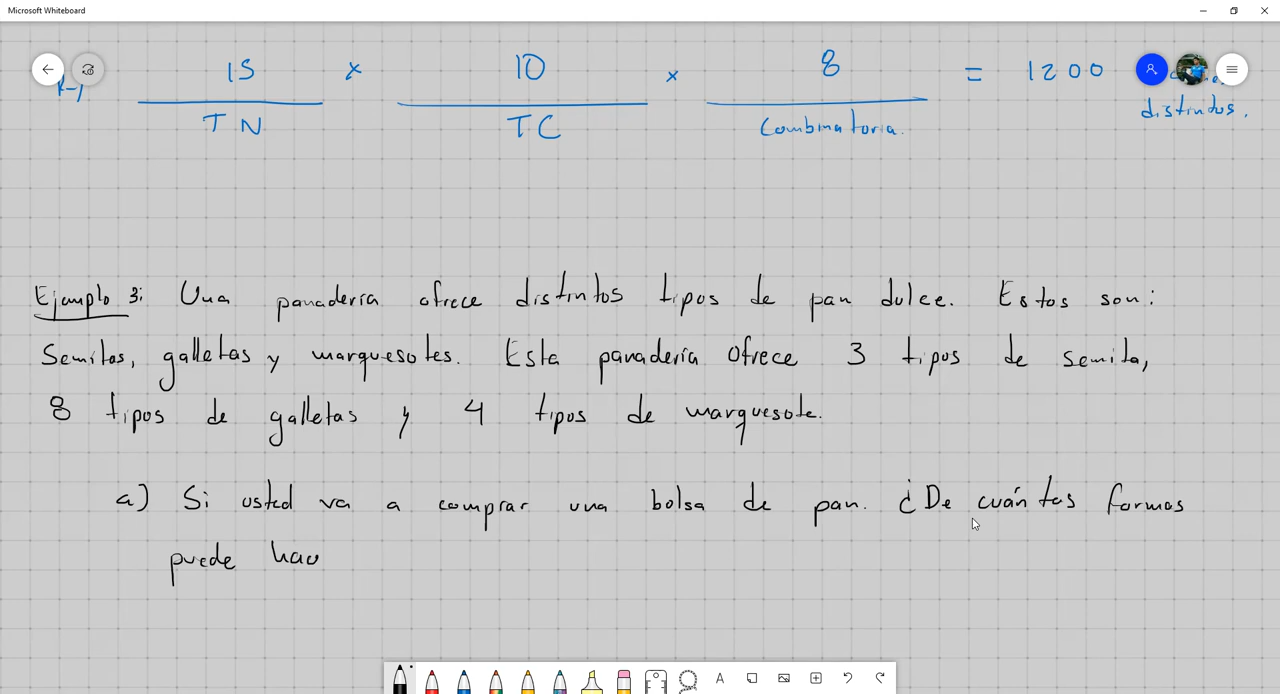 Microsoft Whiteboard
15 x 10 x 8 = 1200
TN TC Combinatoria.
distintos.
Ejemplo 3: Una panadería ofrece distintos tipos de pan dulce. Estos son:
Semitas, galletas y marquesotes. Esta panadería ofrece 3 tipos de semita,
8 tipos de galletas y 4 tipos de marquesote.
a) Si usted va a comprar una bolsa de pan. ¿De cuántas formas
puede hac
A